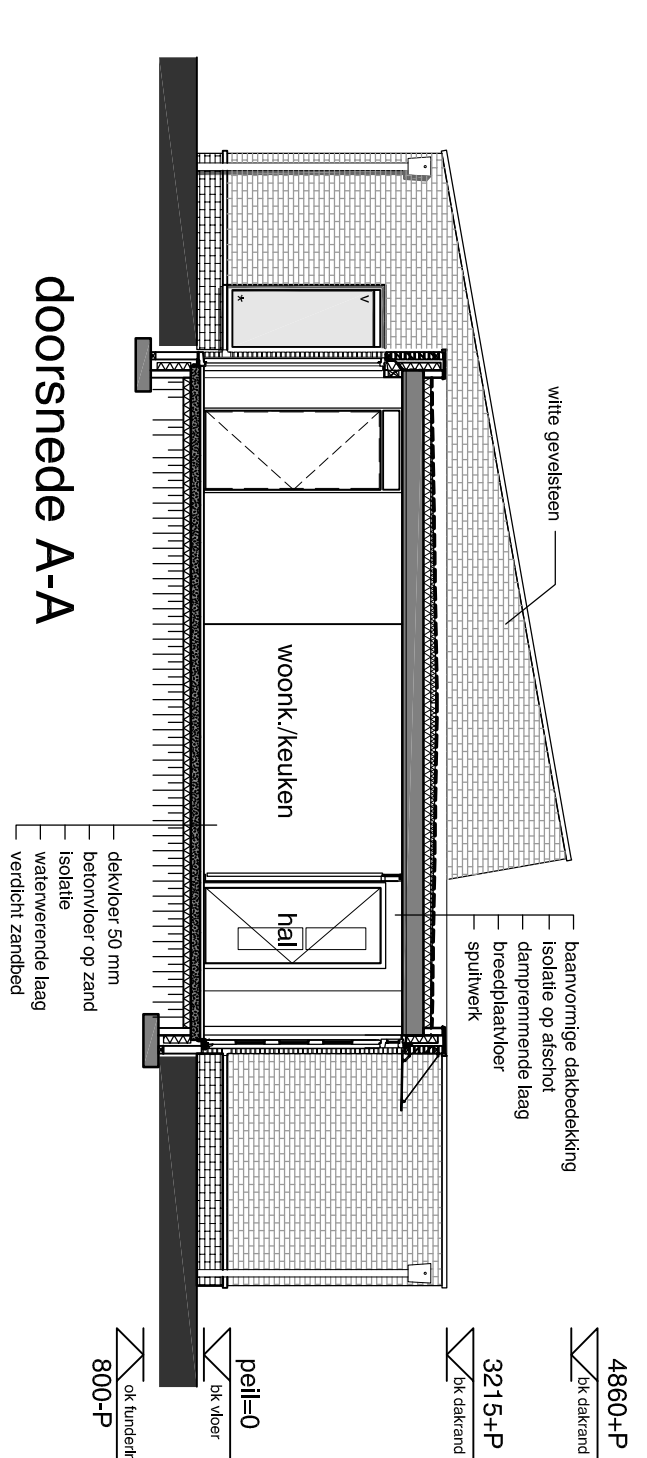 4860+P
bk dakrand
3215+P
bk dakrand
peil=0
bk vloer
ok funderin
800-P
witte gevelsteen
baanvormige dakbedekking
isolatie op afschot
dampremmende laag
breedplaatvloer
spuitwerk
woonk./keuken
hal
v
*
dekvloer 50 mm
betonvloer op zand
isolatie
waterwerende laag
verdicht zandbed
doorsnede A-A